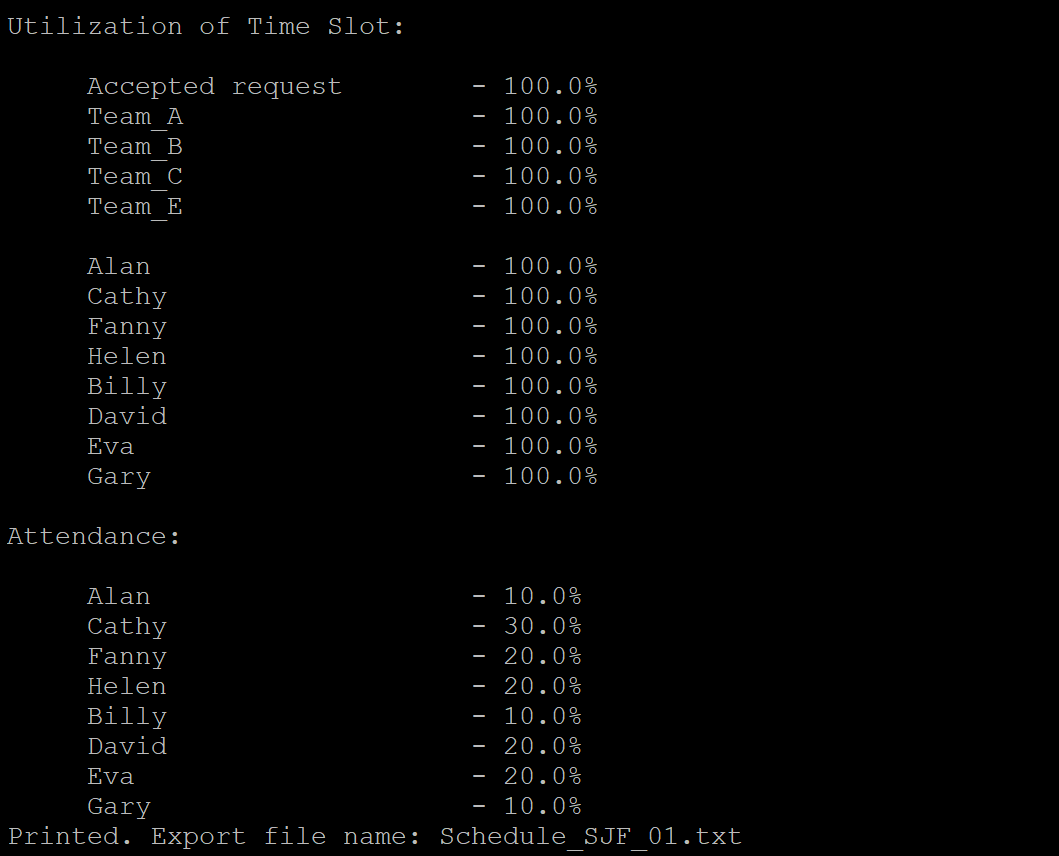 Utilization of Time Slot:
Accepted request - 100.0%
Team_A - 100.0%
Team_B - 100.0%
Team_C - 100.0%
Team_E - 100.0%
Alan - 100.0%
Cathy - 100.0%
Fanny - 100.0%
Helen - 100.0%
Billy - 100.0%
David - 100.0%
Eva - 100.0%
Gary - 100.0%
Attendance:
Alan - 10.0%
Cathy - 30.0%
Fanny - 20.0%
Helen - 20.0%
Billy - 10.0%
David - 20.0%
Eva - 20.0%
Gary - 10.0%
Printed. Export file name: Schedule_SJF_01.txt